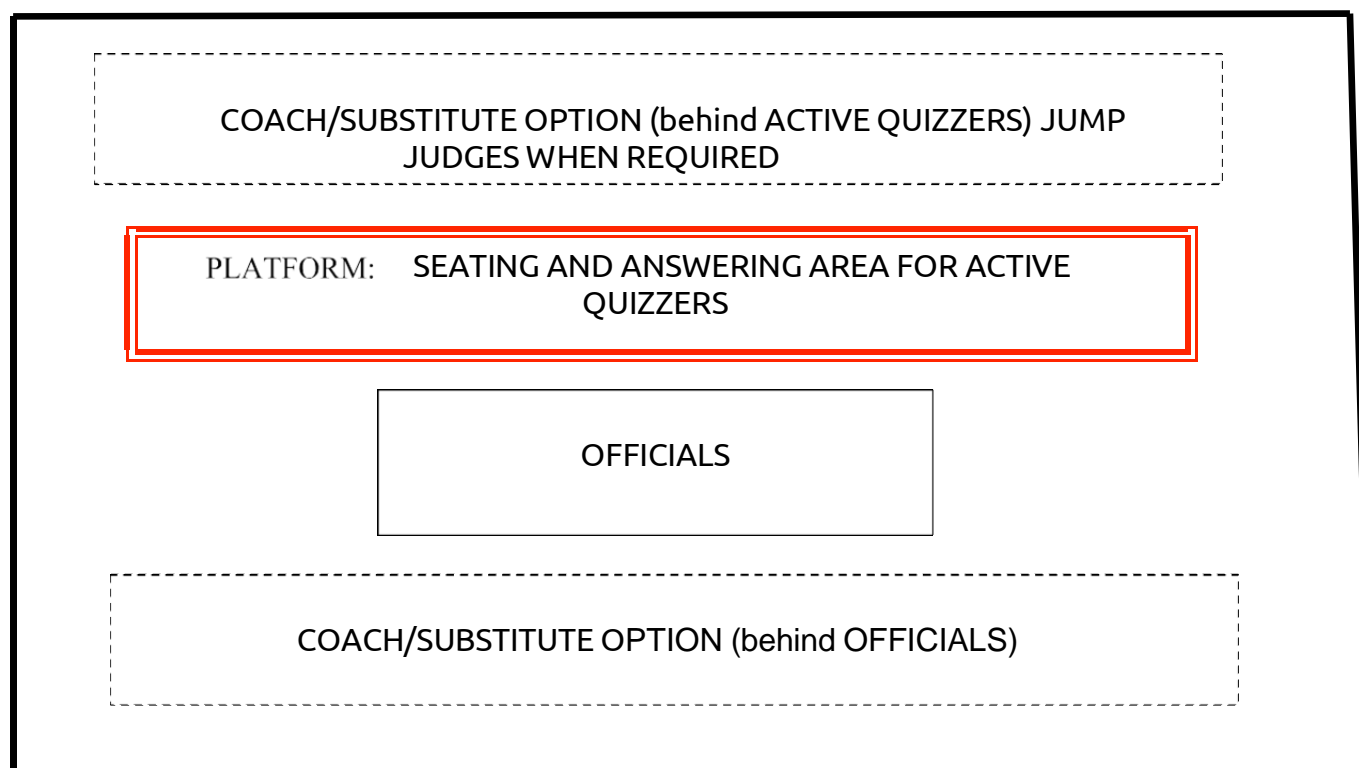 COACH/SUBSTITUTE OPTION (behind ACTIVE QUIZZERS) JUMP
JUDGES WHEN REQUIRED
PLATFORM: SEATING AND ANSWERING AREA FOR ACTIVE
QUIZZERS
OFFICIALS
COACH/SUBSTITUTE OPTION (behind OFFICIALS)